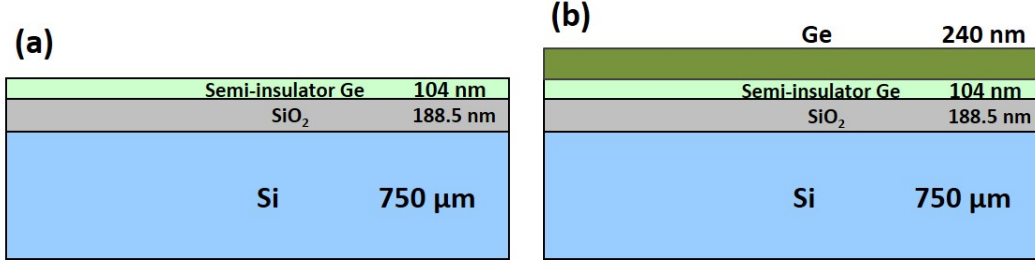 (a)
Semi-insulator Ge 104 nm
SiO₂ 188.5 nm
Si 750 µm
(b)
Ge 240 nm
Semi-insulator Ge 104 nm
SiO₂ 188.5 nm
Si 750 µm